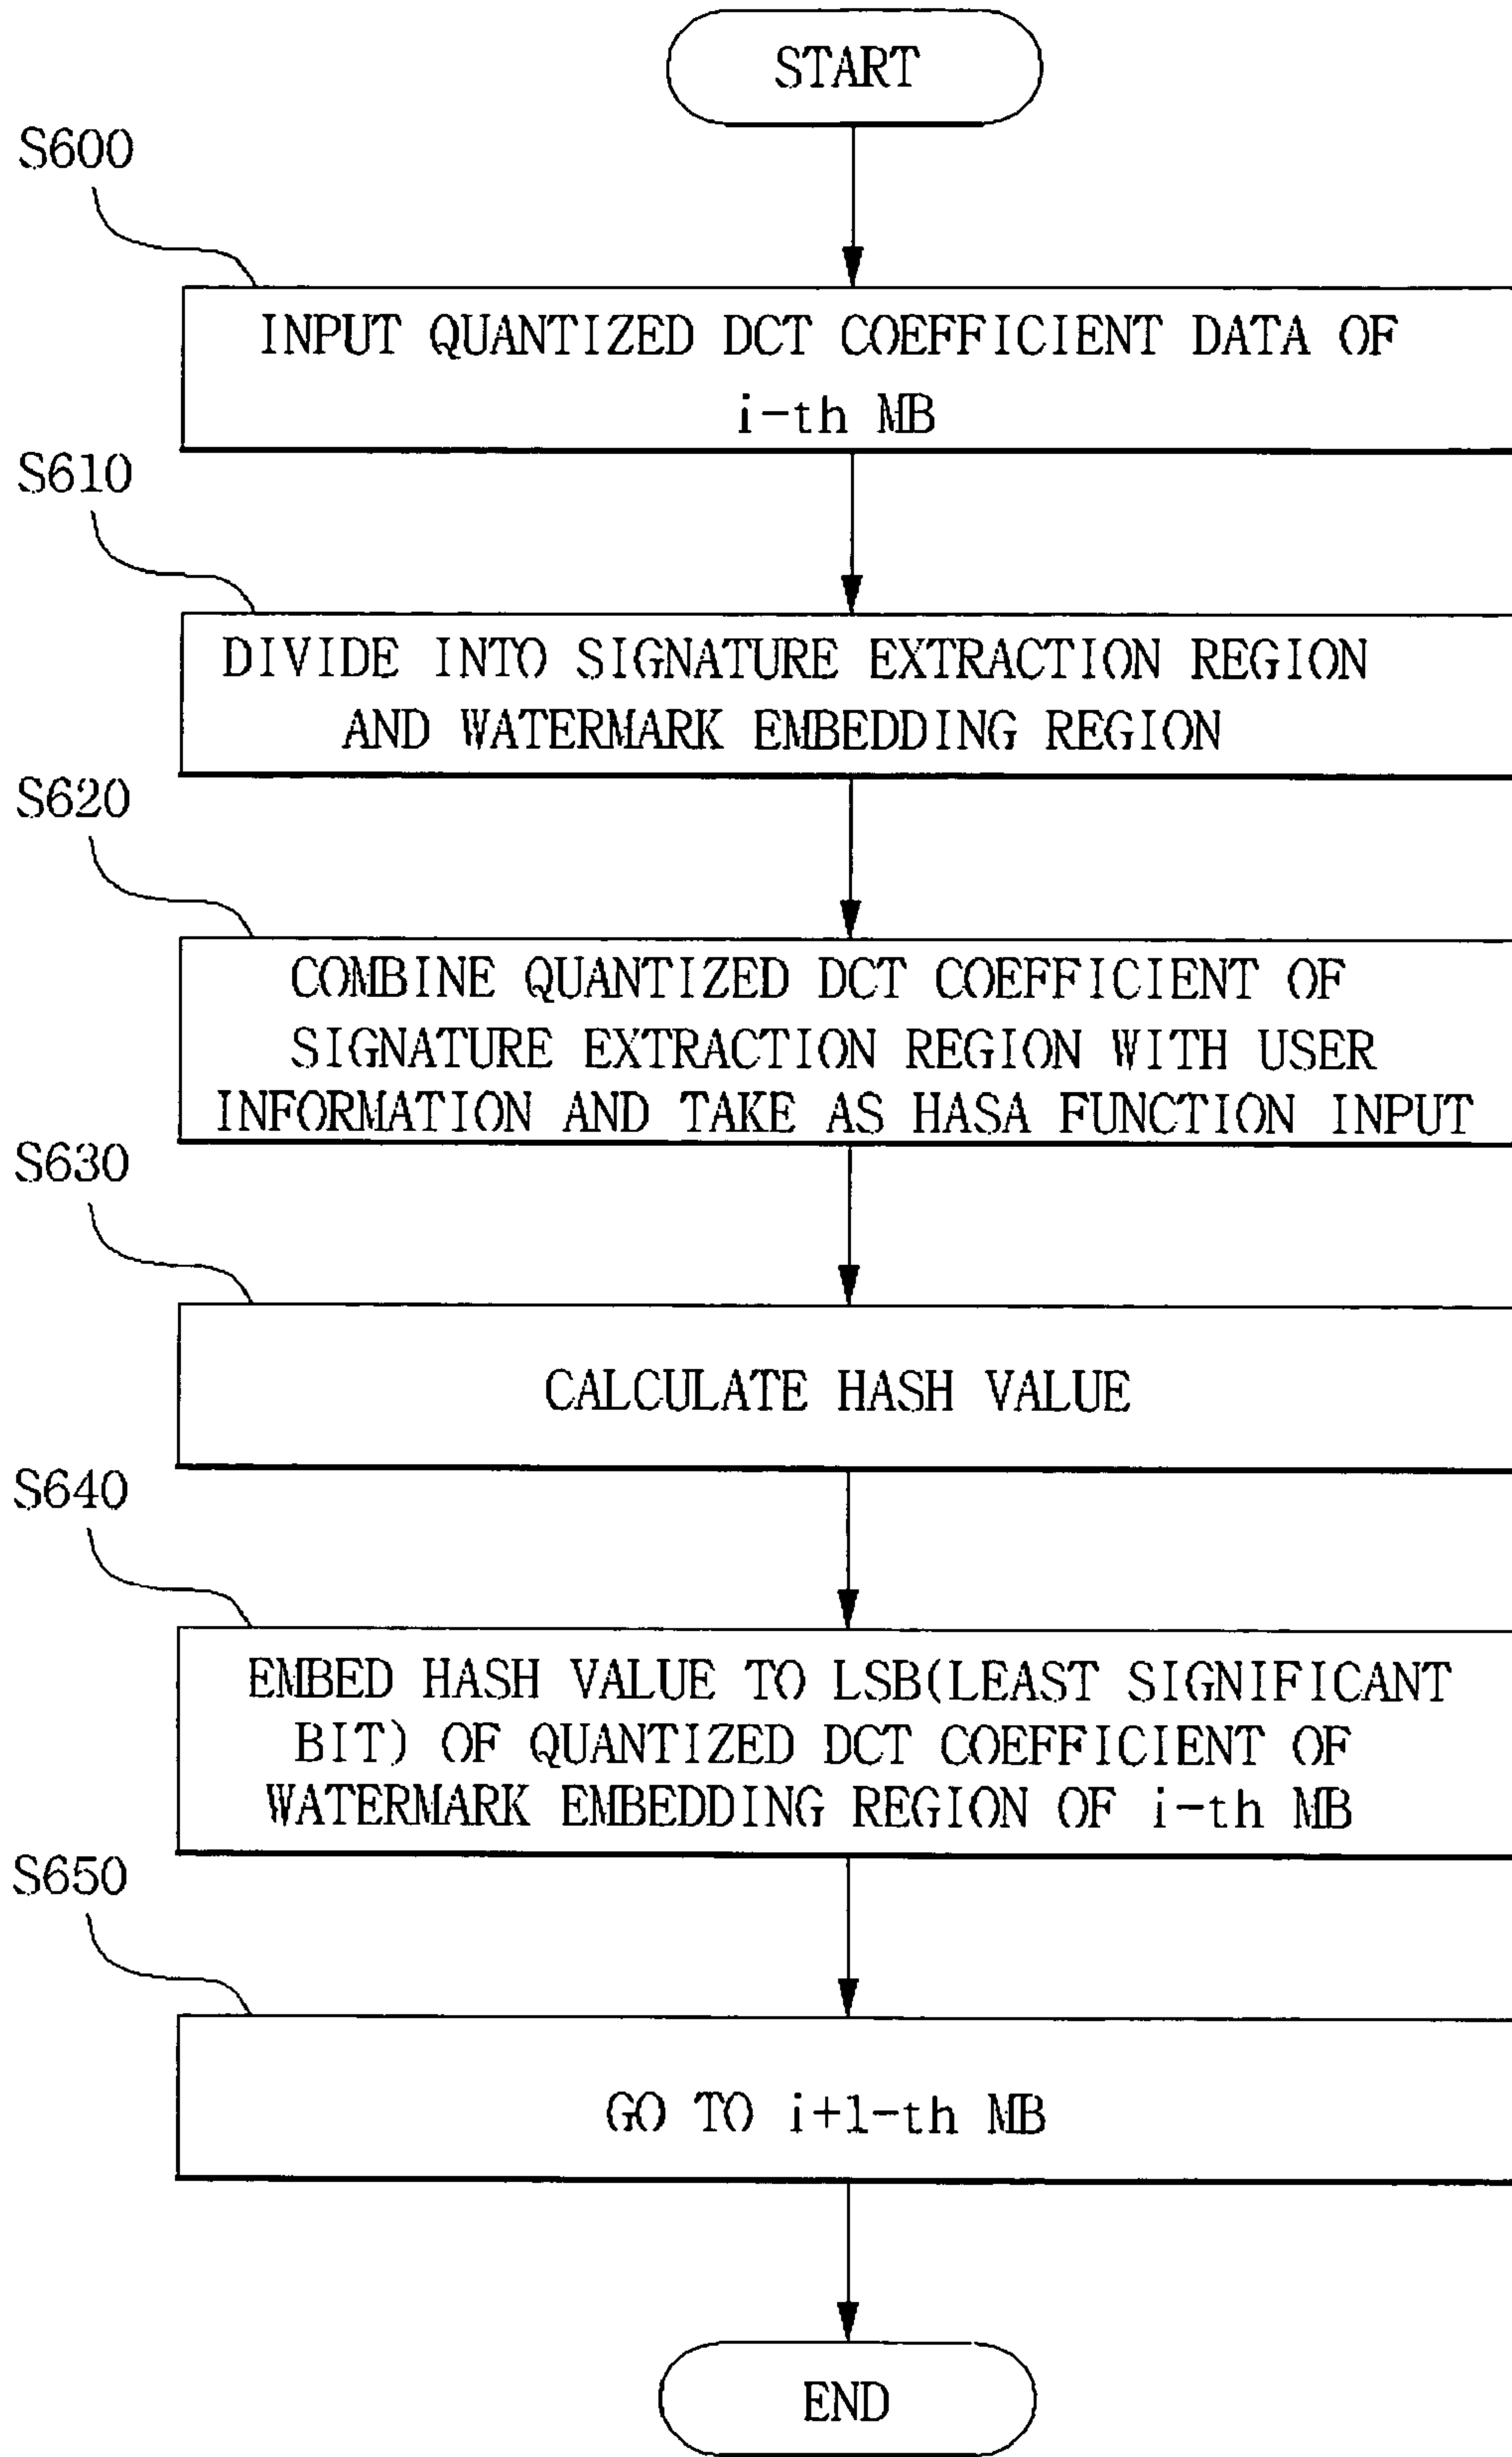 START
S600
INPUT QUANTIZED DCT COEFFICIENT DATA OF
i-th MB
S610
DIVIDE INTO SIGNATURE EXTRACTION REGION
AND WATERMARK EMBEDDING REGION
S620
COMBINE QUANTIZED DCT COEFFICIENT OF
SIGNATURE EXTRACTION REGION WITH USER
INFORMATION AND TAKE AS HASA FUNCTION INPUT
S630
CALCULATE HASH VALUE
S640
EMBED HASH VALUE TO LSB(LEAST SIGNIFICANT
BIT) OF QUANTIZED DCT COEFFICIENT OF
WATERMARK EMBEDDING REGION OF i-th MB
S650
GO TO i+1-th MB
END